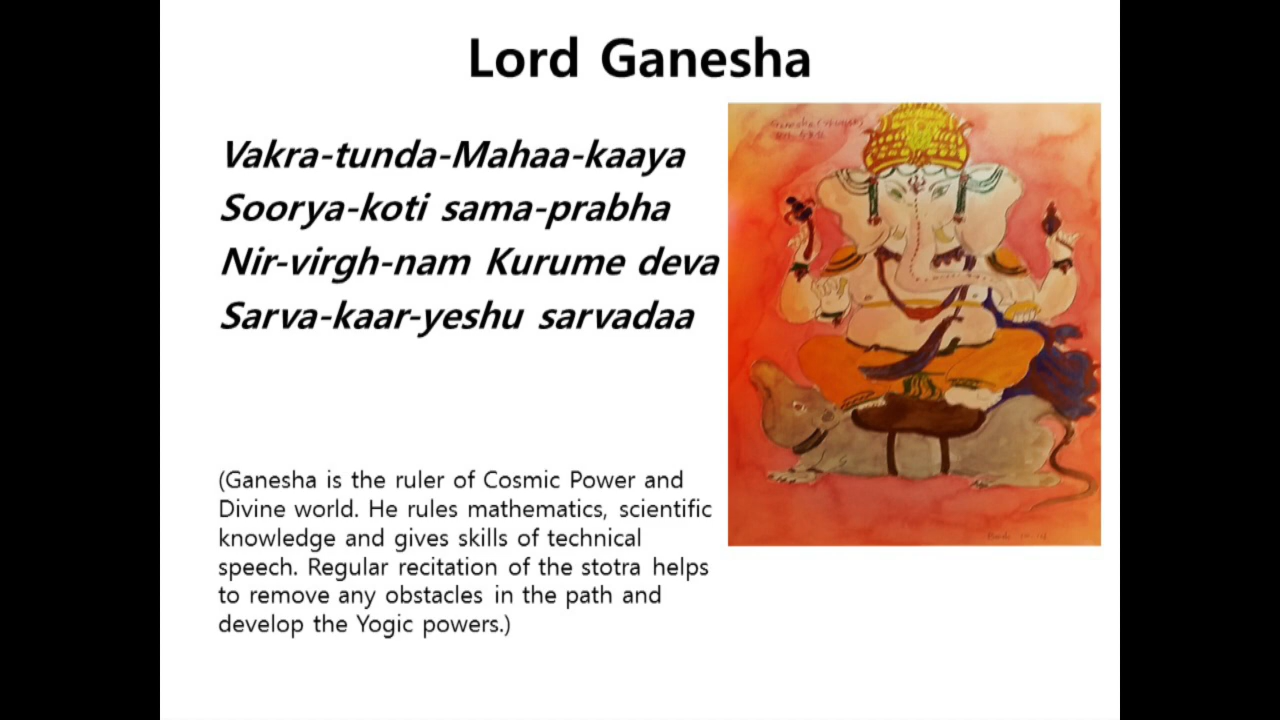 Lord Ganesha
Vakra-tunda-Mahaa-kaaya
Soorya-koti sama-prabha
Nir-virgh-nam Kurume deva
Sarva-kaar-yeshu sarvadaa
(Ganesha is the ruler of Cosmic Power and
Divine world. He rules mathematics, scientific
knowledge and gives skills of technical
speech. Regular recitation of the stotra helps
to remove any obstacles in the path and
develop the Yogic powers.)